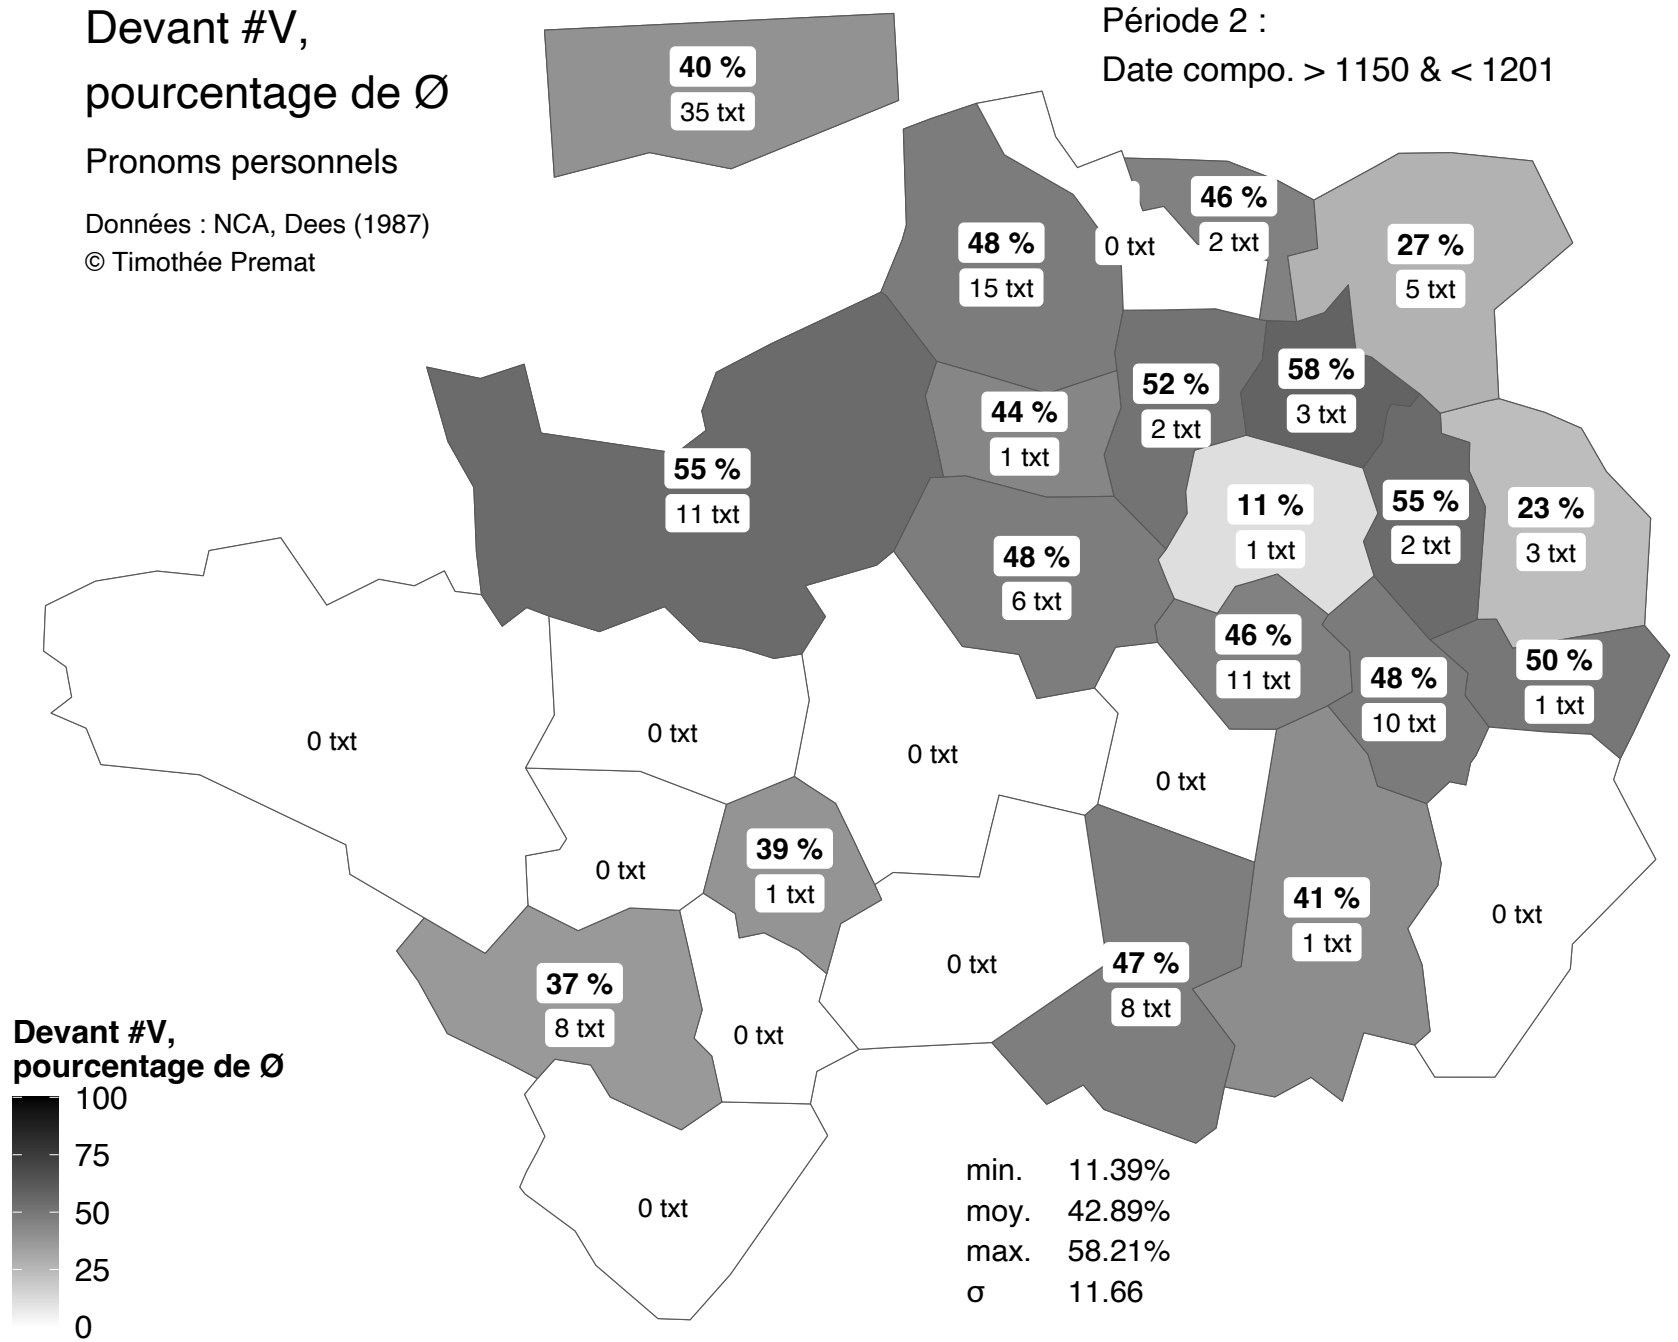 Devant #V,
pourcentage de Ø
Pronoms personnels
Données : NCA, Dees (1987)
© Timothée Premat
Période 2 :
Date compo. > 1150 & < 1201
40 %
35 txt
46 %
2 txt
0 txt
48 %
15 txt
27 %
5 txt
58 %
3 txt
52 %
2 txt
44 %
1 txt
55 %
11 txt
11 %
1 txt
55 %
2 txt
23 %
3 txt
48 %
6 txt
46 %
11 txt
48 %
10 txt
50 %
1 txt
0 txt
0 txt
0 txt
0 txt
0 txt
39 %
1 txt
41 %
1 txt
0 txt
0 txt
47 %
8 txt
37 %
8 txt
0 txt
0 txt
Devant #V,
pourcentage de Ø
100
75
50
25
0
min. 11.39%
moy. 42.89%
max. 58.21%
σ 11.66